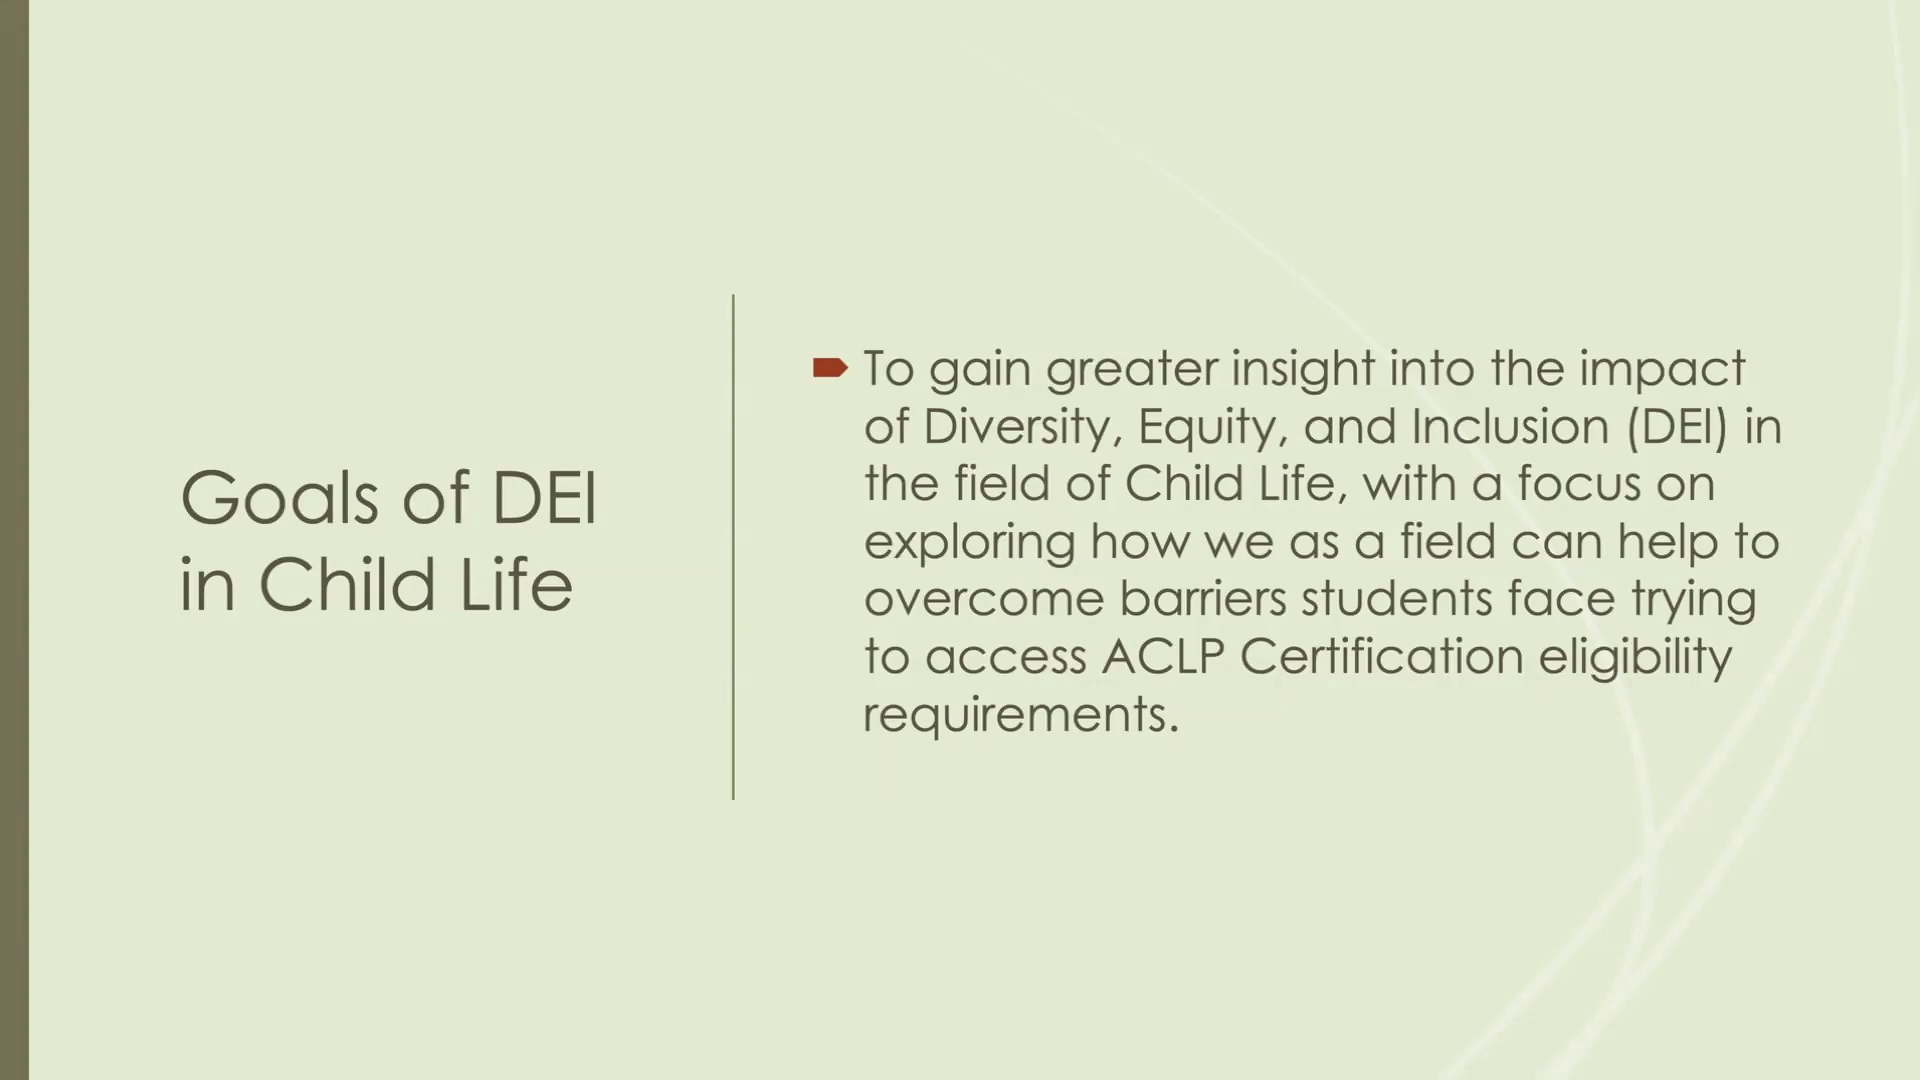 Goals of DEI
in Child Life
To gain greater insight into the impact
of Diversity, Equity, and Inclusion (DEI) in
the field of Child Life, with a focus on
exploring how we as a field can help to
overcome barriers students face trying
to access ACLP Certification eligibility
requirements.